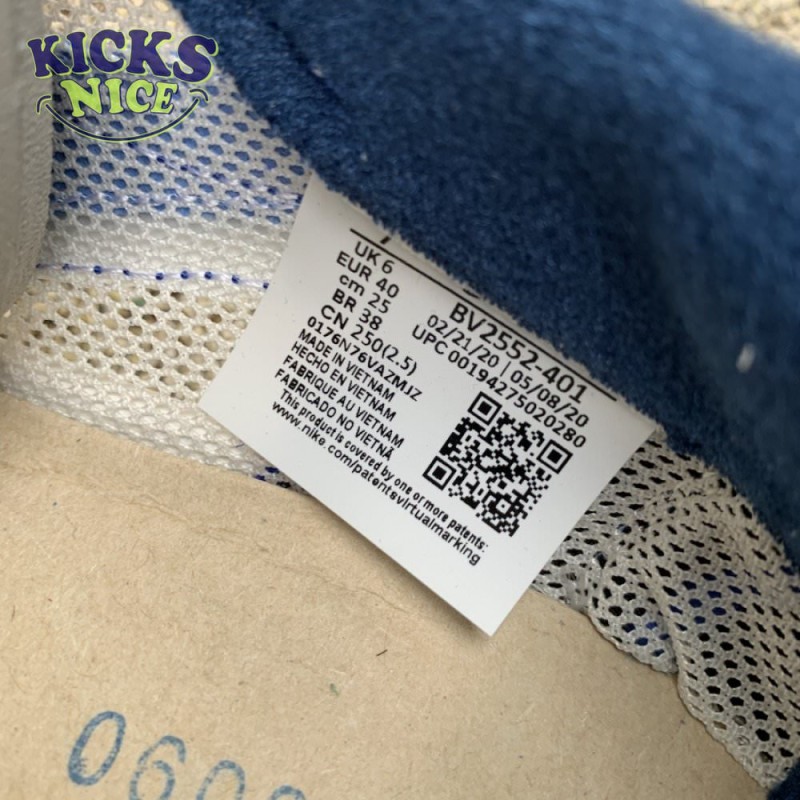 KICKS
NICE
UK 6
EUR 40
cm 25
BR 38
CN 250(2.5)
0176N76VAZMJZ
MADE IN VIETNAM
HECHO EN VIETNAM
FABRIQUE AU VIETNAM
FABRICADO NO VIETNÃ
This product is covered by one or more patents:
www.nike.com/patentsvirtualmarking
BV2552-401
02/21/20 | 05/08/20
UPC 00194275020280